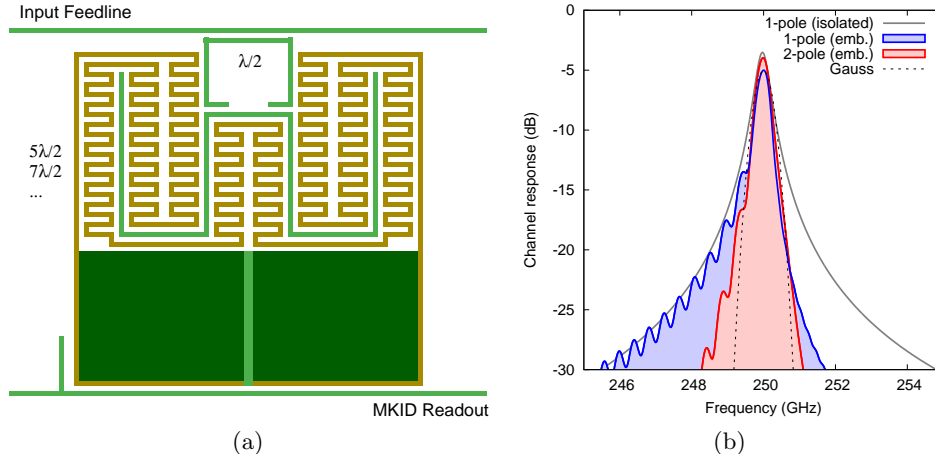 Input Feedline
λ/2
5λ/2
7λ/2
...
MKID Readout
(a)
0
-5
-10
-15
-20
-25
-30
Channel response (dB)
1-pole (isolated)
1-pole (emb.)
2-pole (emb.)
Gauss
246 248 250 252 254
Frequency (GHz)
(b)